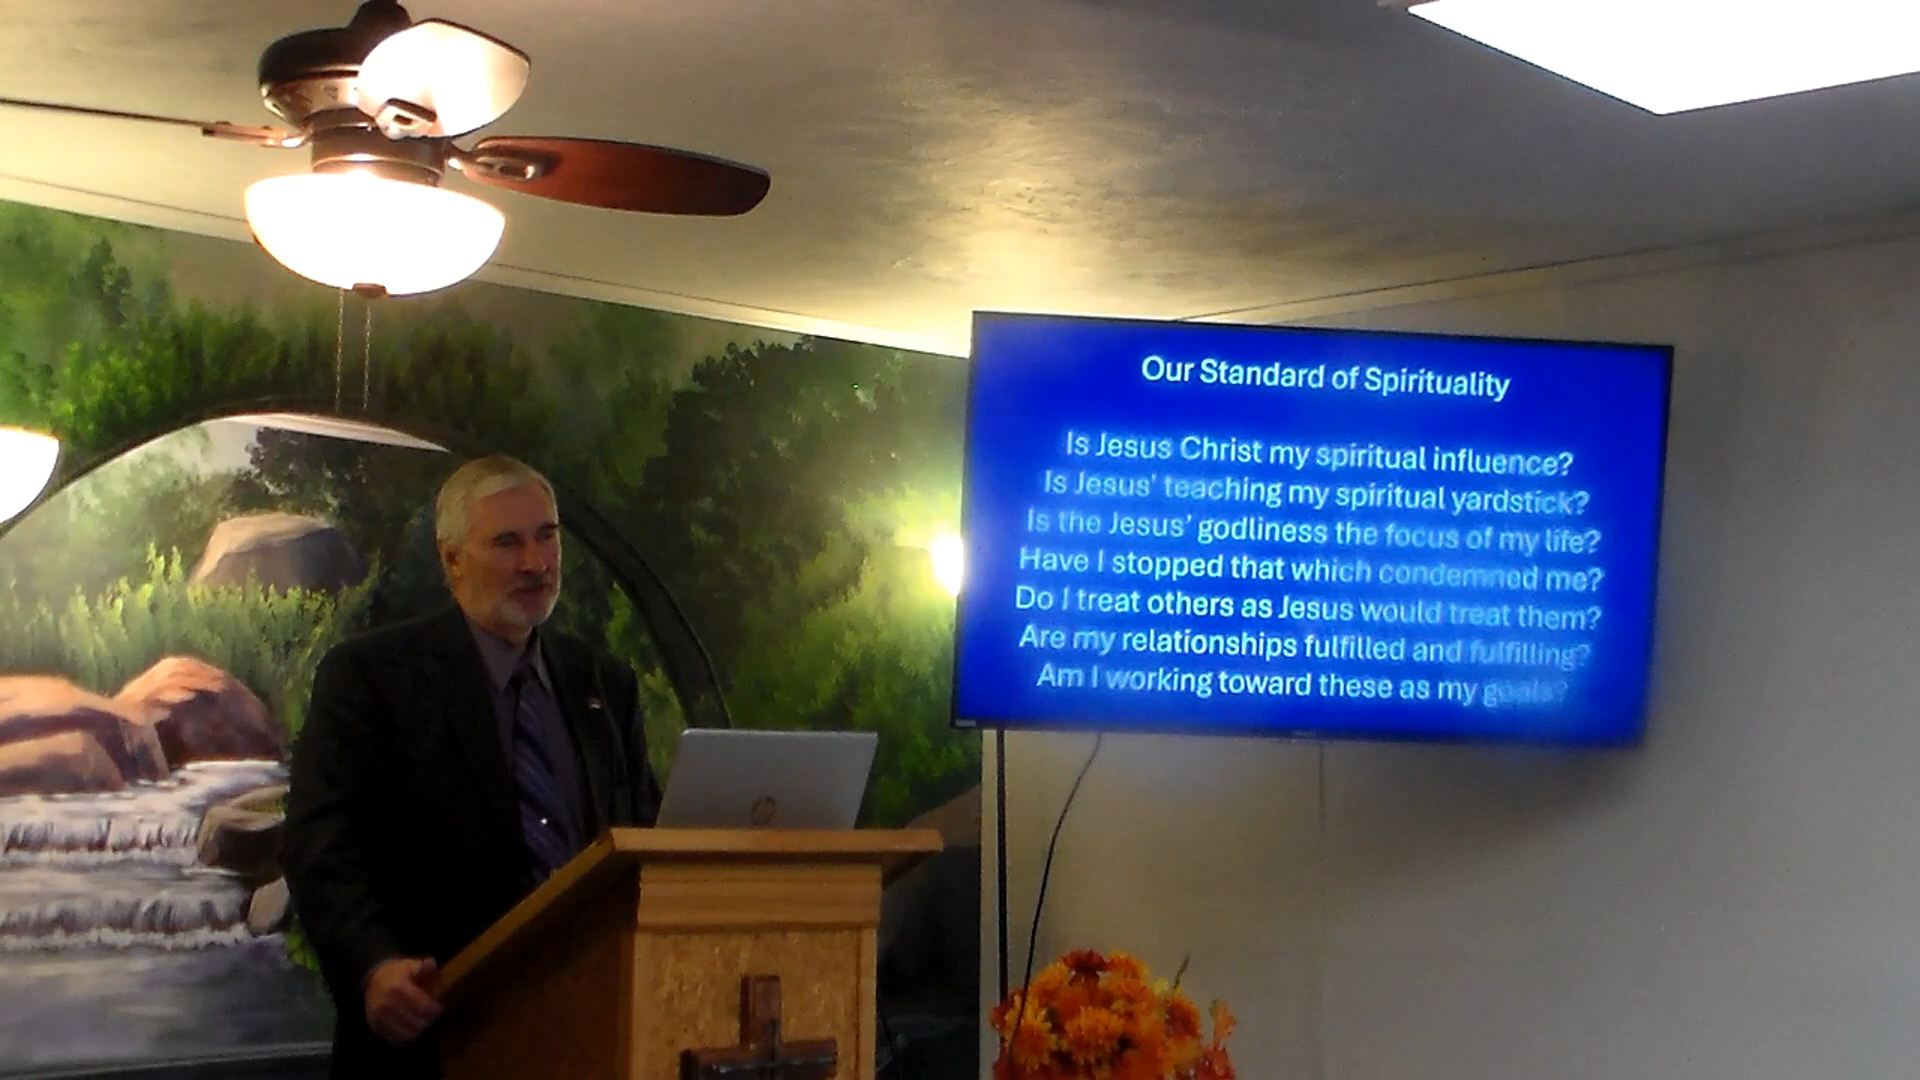 Our Standard of Spirituality
Is Jesus Christ my spiritual influence?
Is Jesus' teaching my spiritual yardstick?
Is the Jesus' godliness the focus of my life?
Have I stopped that which condemned me?
Do I treat others as Jesus would treat them?
Are my relationships fulfilled and fulfilling?
Am I working toward these as my goals?